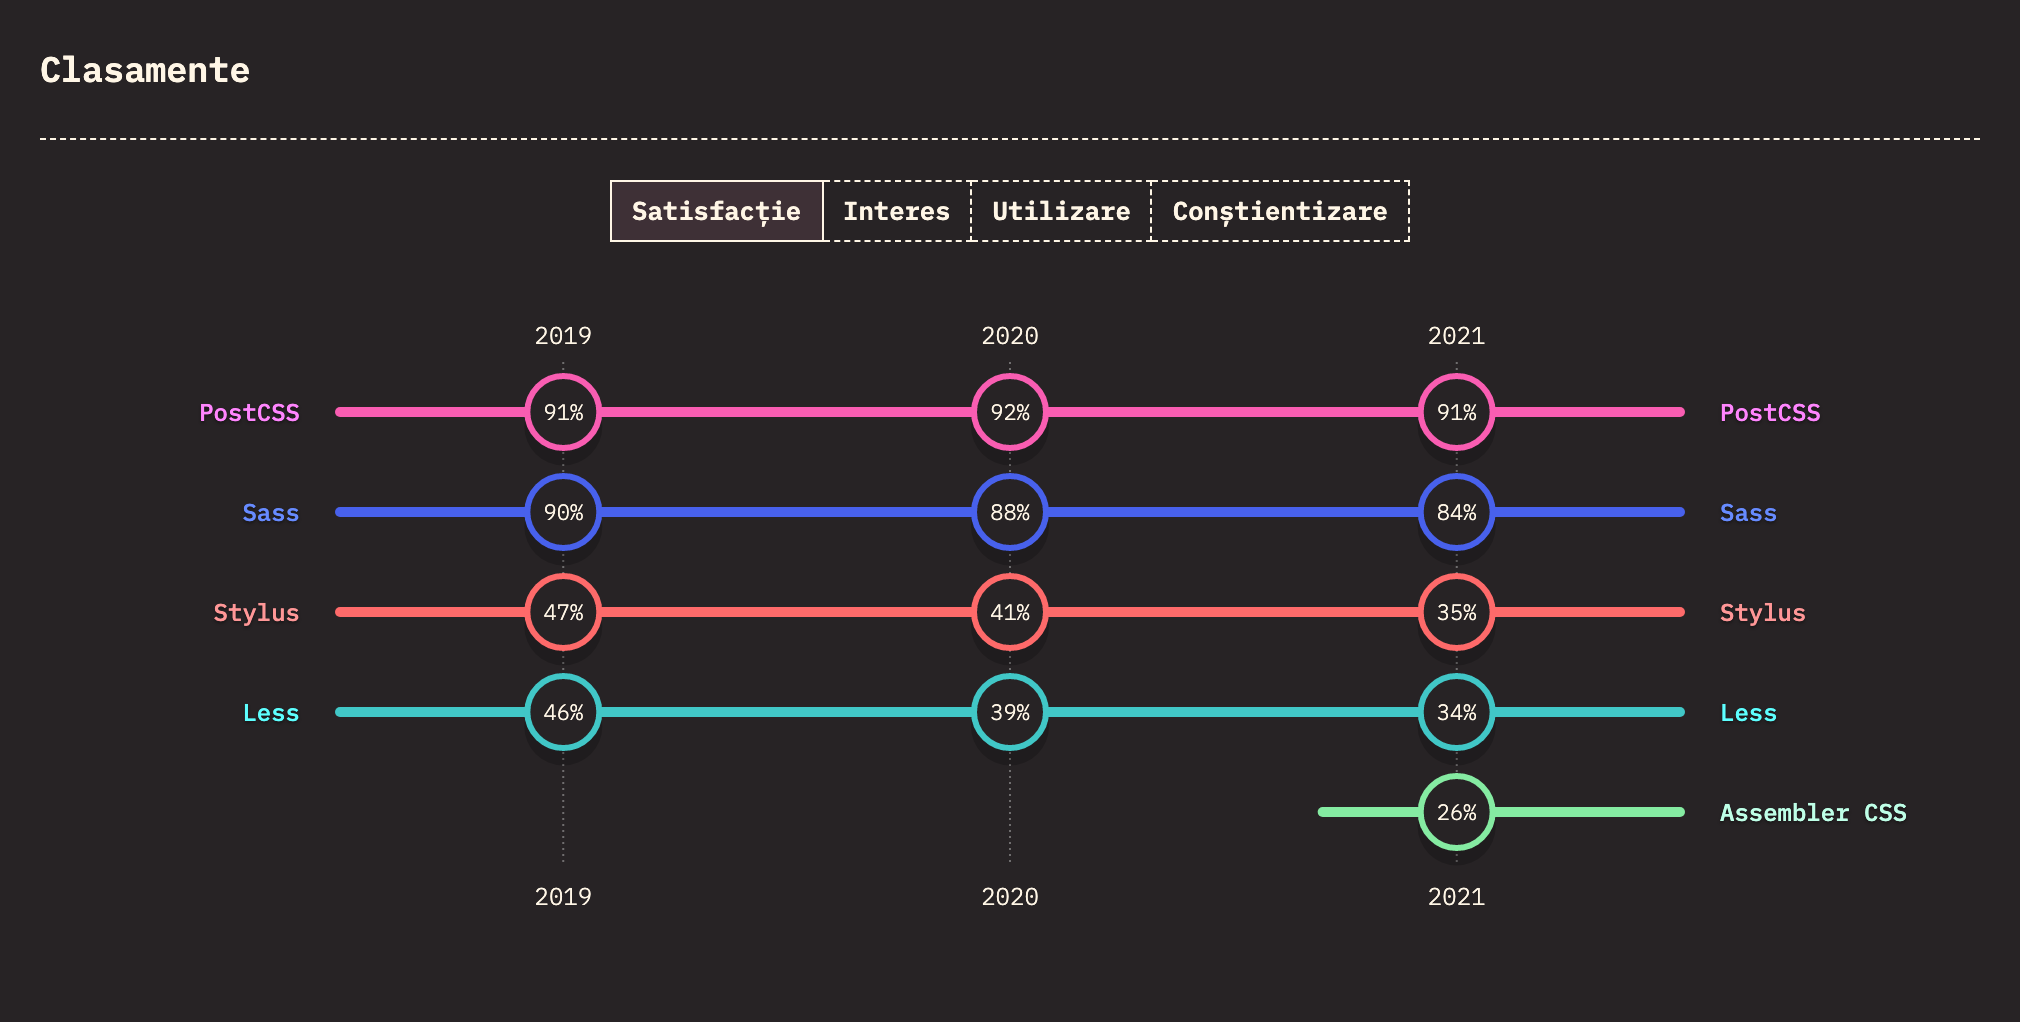 Clasamente
Satisfacție Interes Utilizare Conștientizare
2019 2020 2021
PostCSS 91% 92% 91% PostCSS
Sass 90% 88% 84% Sass
Stylus 47% 41% 35% Stylus
Less 46% 39% 34% Less
26% Assembler CSS
2019 2020 2021